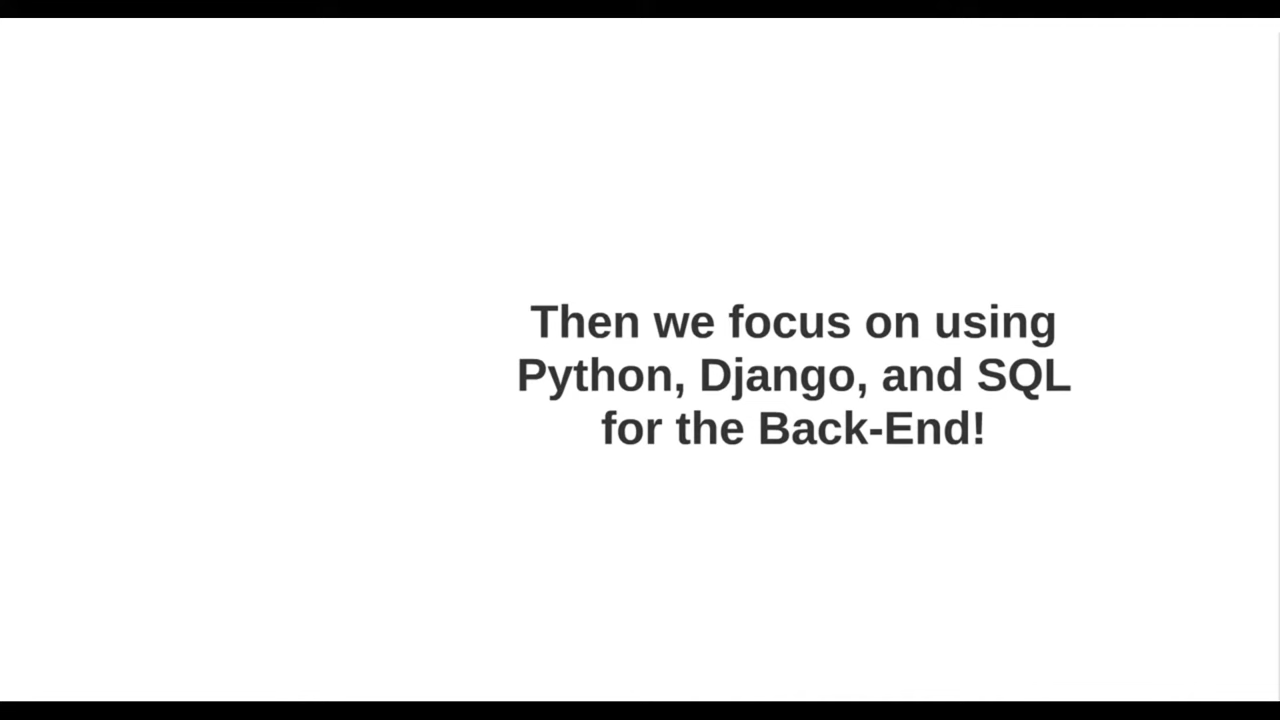 Then we focus on using
Python, Django, and SQL
for the Back-End!